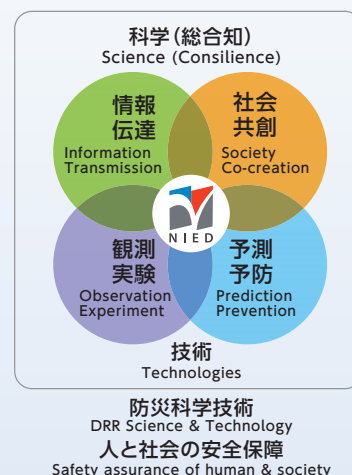 科学(総合知)
Science (Consilience)
情報
伝達
Information
Transmission
社会
共創
Society
Co-creation
NIED
観測
実験
Observation
Experiment
予測
予防
Prediction
Prevention
技術
Technologies
防災科学技術
DRR Science & Technology
人と社会の安全保障
Safety assurance of human & society